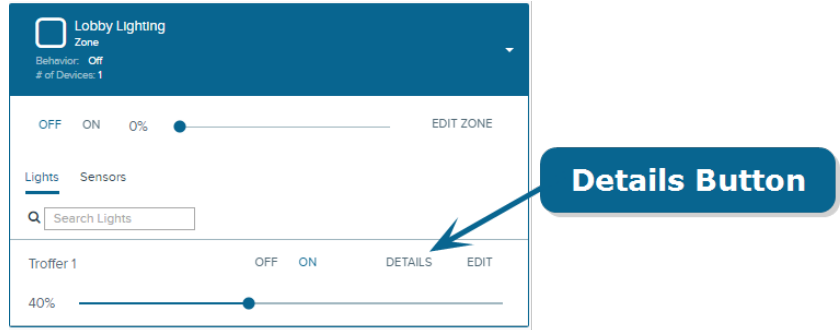 Lobby Lighting
Zone
Behavior: Off
# of Devices: 1
OFF ON 0% EDIT ZONE
Lights Sensors
Search Lights
Details Button
Troffer 1 OFF ON DETAILS EDIT
40%